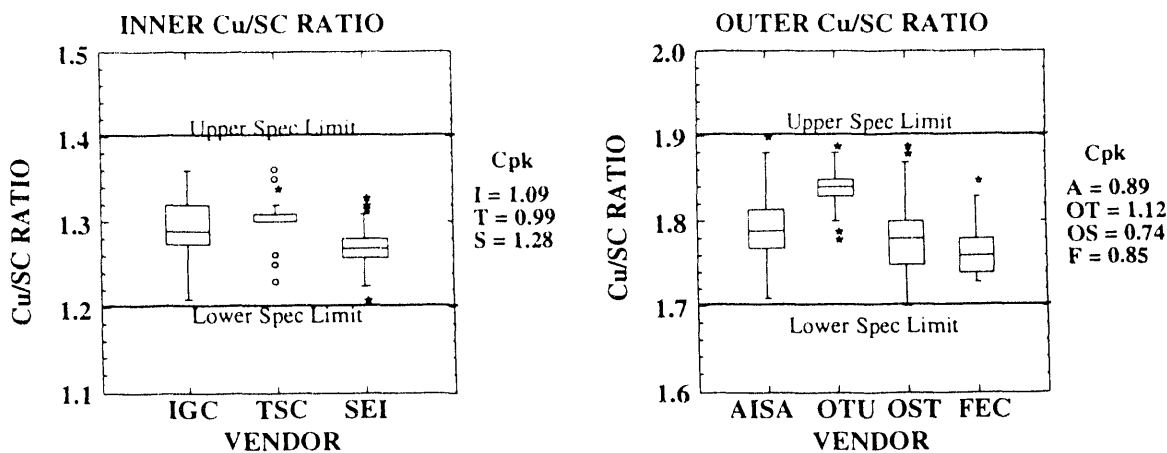 INNER Cu/SC RATIO
1.5
1.4
1.3
1.2
1.1
Cu/SC RATIO
Upper Spec Limit
Lower Spec Limit
IGC TSC SEI
VENDOR
Cpk
I = 1.09
T = 0.99
S = 1.28
OUTER Cu/SC RATIO
2.0
1.9
1.8
1.7
1.6
Cu/SC RATIO
Upper Spec Limit
Lower Spec Limit
AISA OTU OST FEC
VENDOR
Cpk
A = 0.89
OT = 1.12
OS = 0.74
F = 0.85